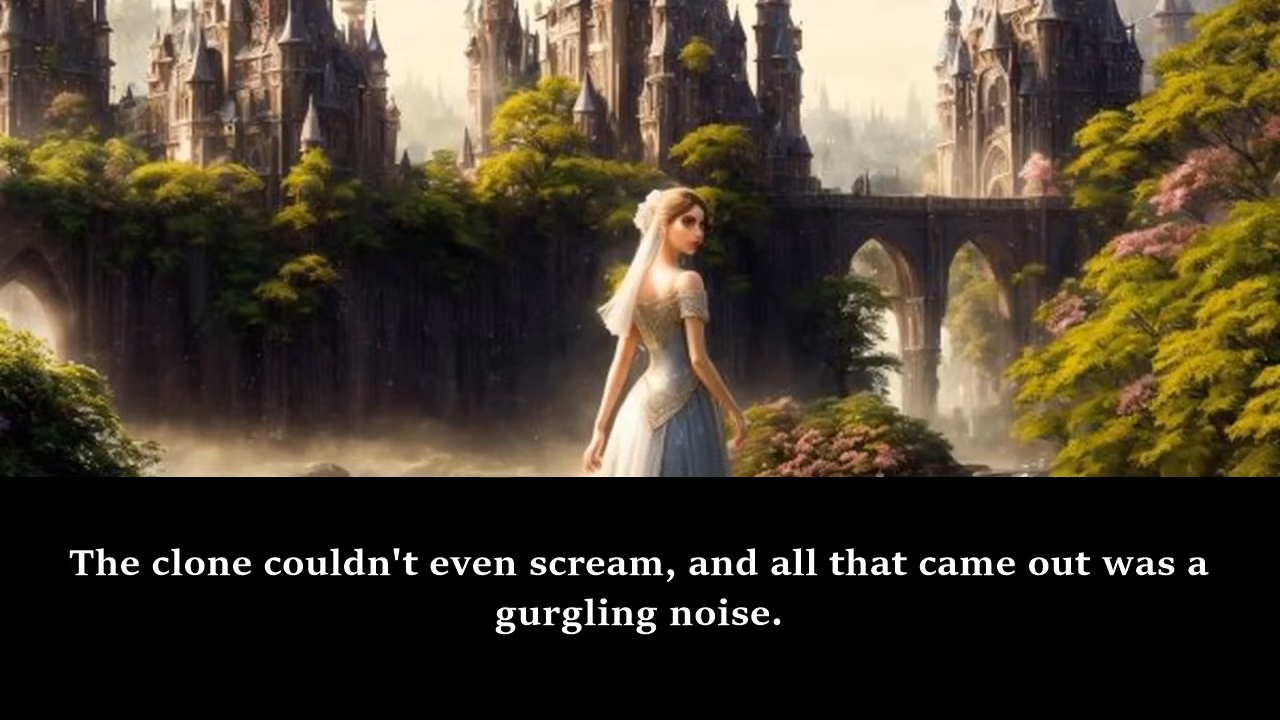 The clone couldn't even scream, and all that came out was a
gurgling noise.